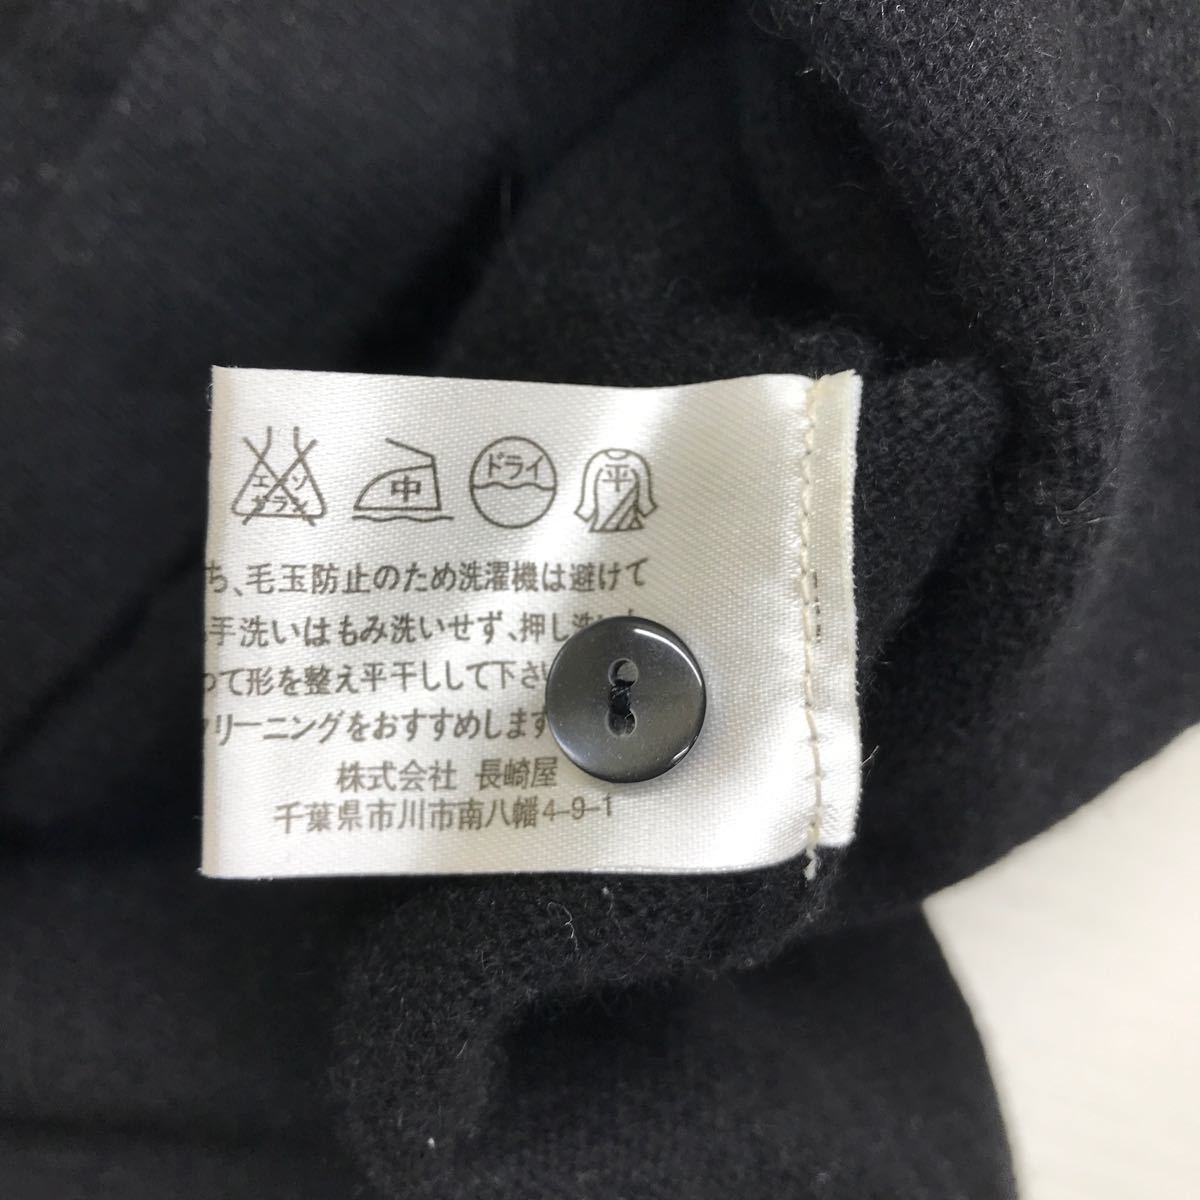 エンソサラシ 中 ドライ 平
ち、毛玉防止のため洗濯機は避けて
手洗いはもみ洗いせず、押し洗い
って形を整え平干しして下さ
クリーニングをおすすめします
株式会社 長崎屋
千葉県市川市南八幡4-9-1